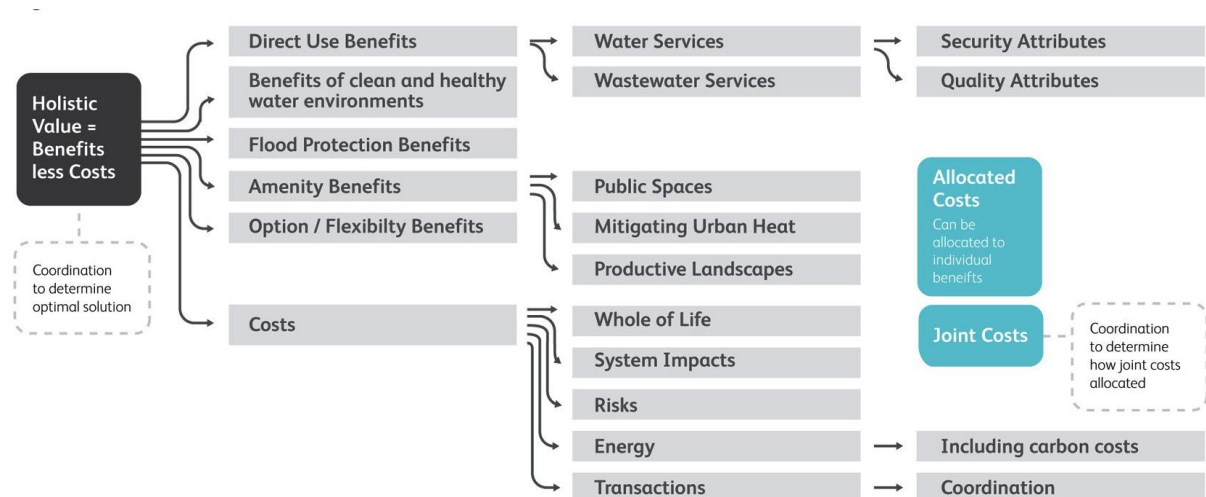 Holistic
Value =
Benefits
less Costs
Coordination
to determine
optimal solution
Direct Use Benefits
Benefits of clean and healthy
water environments
Flood Protection Benefits
Amenity Benefits
Option / Flexibilty Benefits
Costs
Water Services
Wastewater Services
Public Spaces
Mitigating Urban Heat
Productive Landscapes
Whole of Life
System Impacts
Risks
Energy
Transactions
Security Attributes
Quality Attributes
Allocated
Costs
Can be
allocated to
individual
beneifts
Joint Costs
Coordination
to determine
how joint costs
allocated
Including carbon costs
Coordination